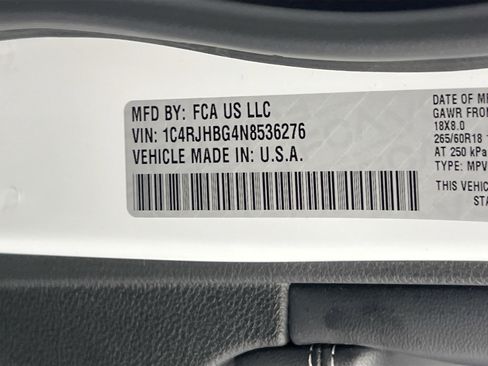 MFD BY: FCA US LLC
VIN: 1C4RJHBG4N8536276
VEHICLE MADE IN: U.S.A.
DATE OF M
GAWR FRON
18X8.0
265/60R18
AT 250 kPa
TYPE: MPV
THIS VEHIC
STA